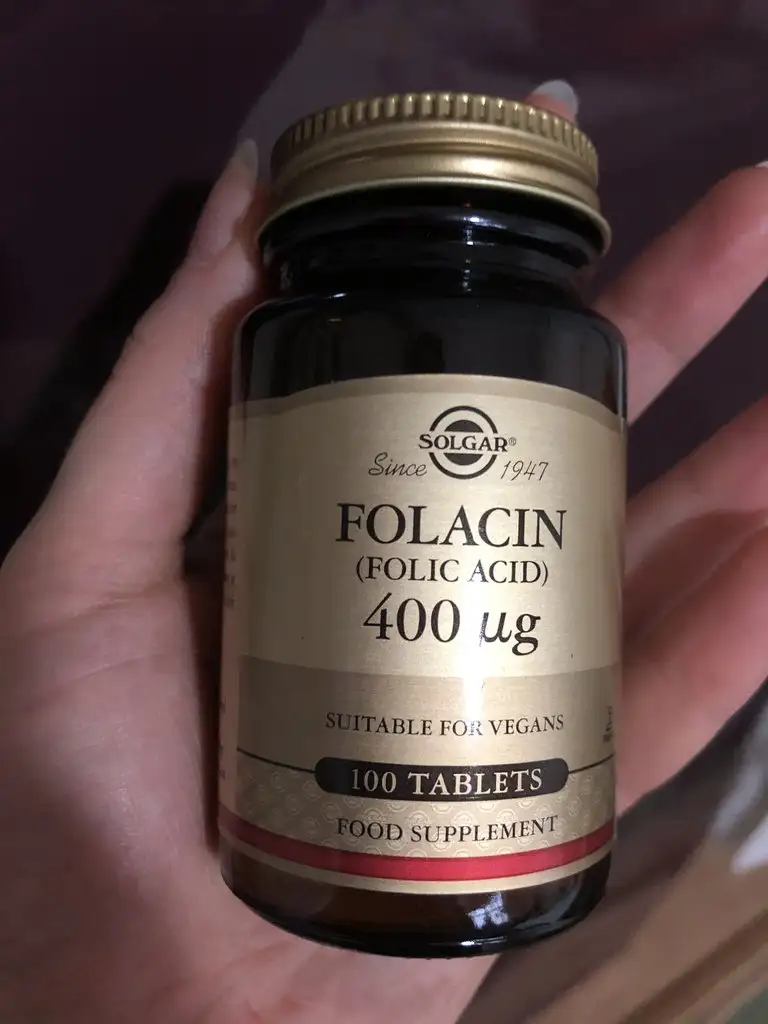 SOLGAR®
Since 1947
FOLACIN
(FOLIC ACID)
400 µg
SUITABLE FOR VEGANS
100 TABLETS
FOOD SUPPLEMENT